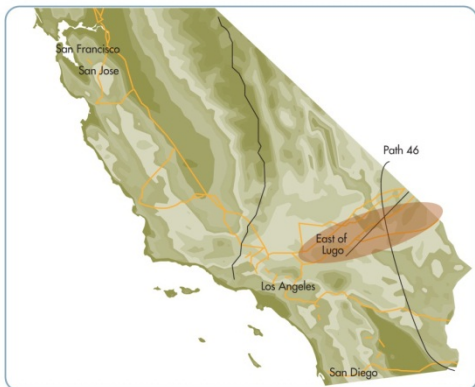 San Francisco
San Jose
Path 46
East of
Lugo
Los Angeles
San Diego